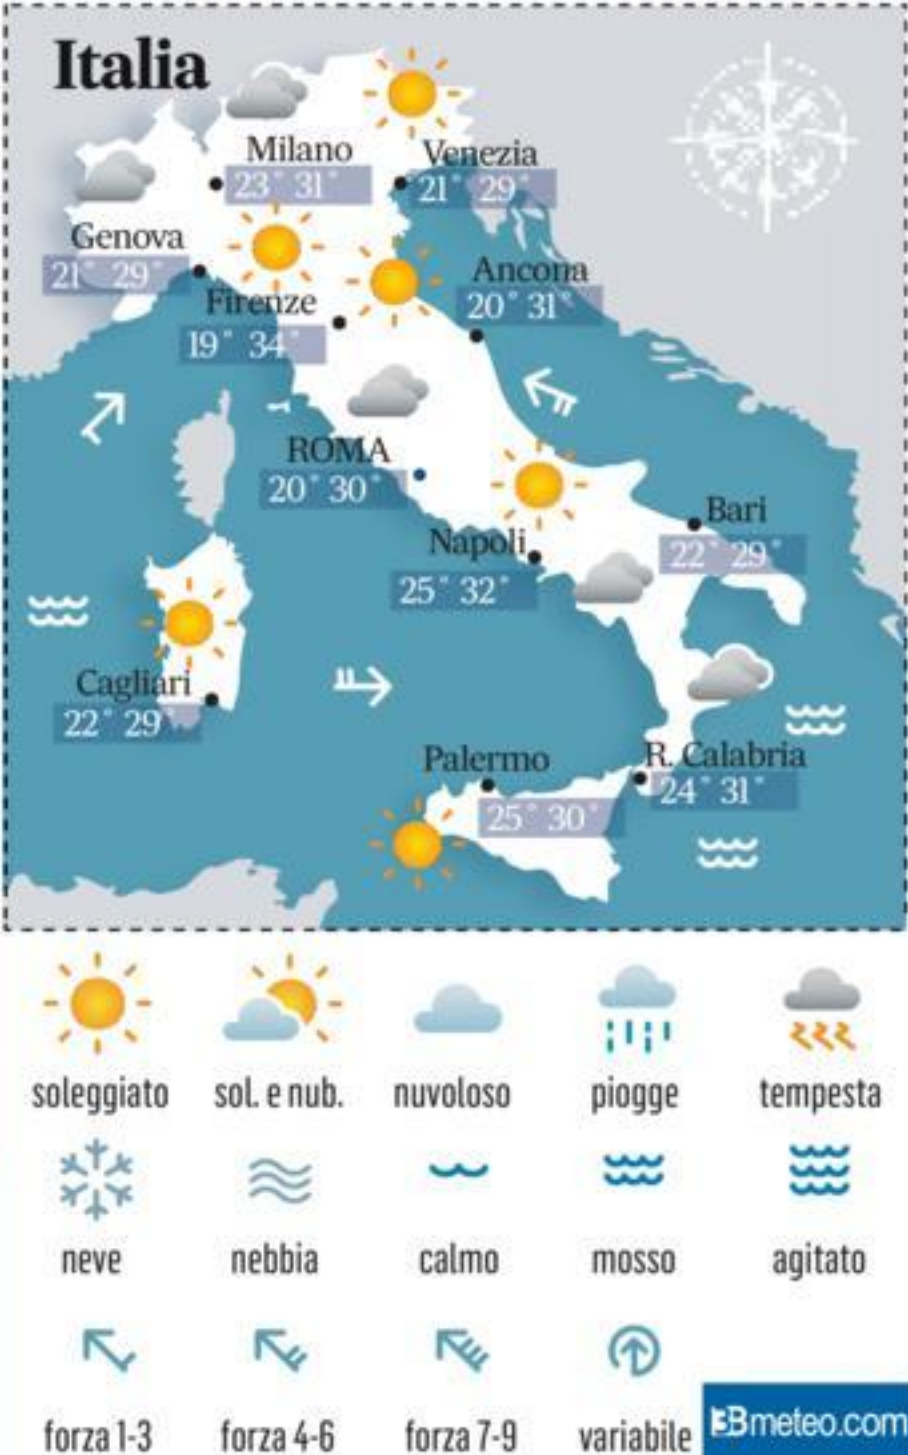 Italia
Milano
23° 31°
Venezia
21° 29°
Genova
21° 29°
Firenze
19° 34°
Ancona
20° 31°
ROMA
20° 30°
Napoli
25° 32°
Bari
22° 29°
Cagliari
22° 29°
Palermo
25° 30°
R. Calabria
24° 31°
soleggiato
sol. e nub.
nuvoloso
piogge
tempesta
neve
nebbia
calmo
mosso
agitato
forza 1-3
forza 4-6
forza 7-9
variabile
3Bmeteo.com